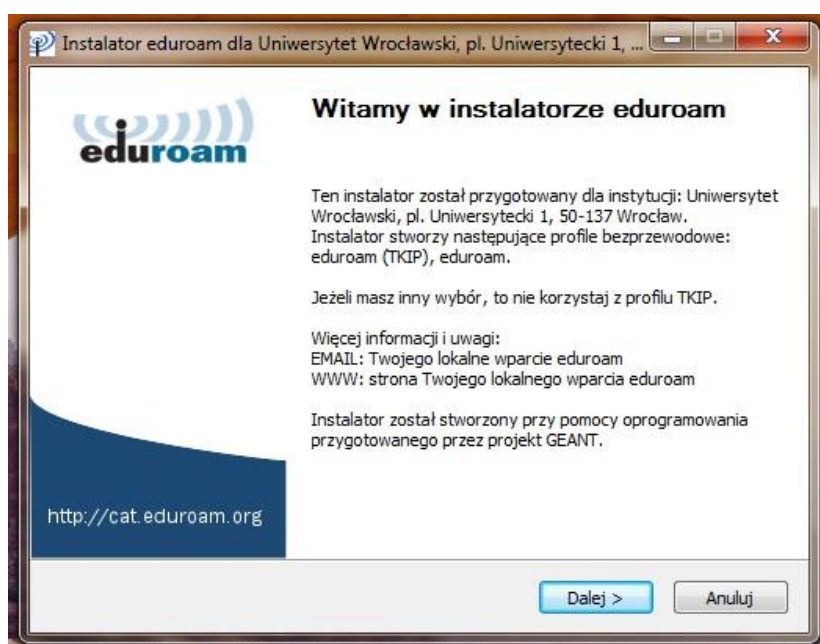 Instalator eduroam dla Uniwersytet Wrocławski, pl. Uniwersytecki 1, ...
eduroam
Witamy w instalatorze eduroam
Ten instalator został przygotowany dla instytucji: Uniwersytet
Wrocławski, pl. Uniwersytecki 1, 50-137 Wrocław.
Instalator stworzy następujące profile bezprzewodowe:
eduroam (TKIP), eduroam.
Jeżeli masz inny wybór, to nie korzystaj z profilu TKIP.
Więcej informacji i uwagi:
EMAIL: Twojego lokalne wparcie eduroam
WWW: strona Twojego lokalnego wparcia eduroam
Instalator został stworzony przy pomocy oprogramowania
przygotowanego przez projekt GEANT.
http://cat.eduroam.org
Dalej >
Anuluj